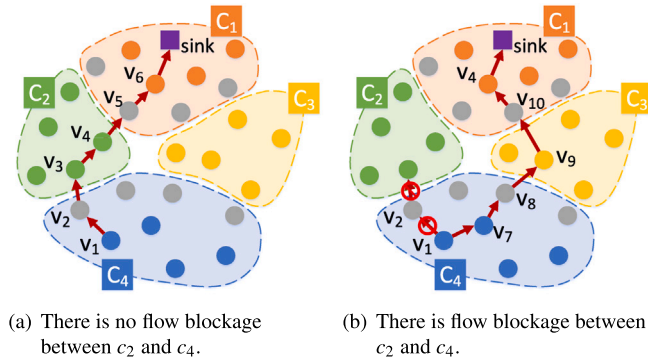 C1
sink
v6
C2
v5
C3
v4
v3
v2
v1
C4
(a) There is no flow blockage
between c2 and c4.
C1
sink
v4
C2
v10
C3
v9
v2
v8
v1
v7
C4
(b) There is flow blockage between
c2 and c4.